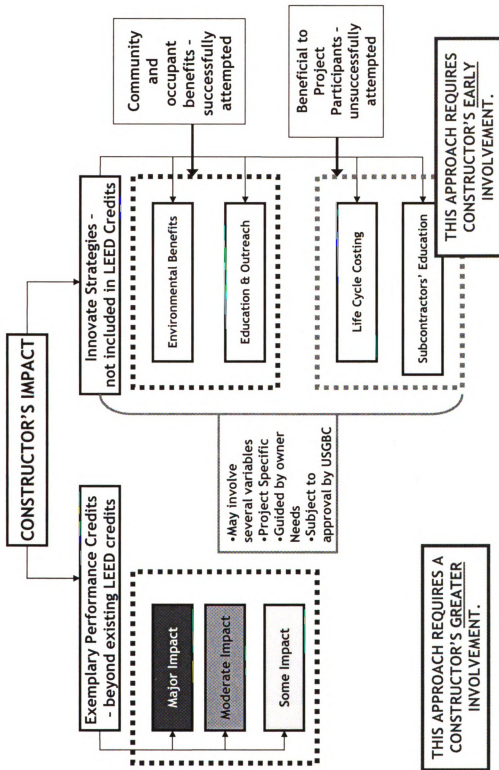 CONSTRUCTOR'S IMPACT
Exemplary Performance Credits
- beyond existing LEED credits
Major Impact
Moderate Impact
Some Impact
THIS APPROACH REQUIRES A
CONSTRUCTOR'S GREATER
INVOLVEMENT.
Innovate Strategies -
not included in LEED Credits
•May involve
several variables
•Project Specific
•Guided by owner
Needs
•Subject to
approval by USGBC
Environmental Benefits
Education & Outreach
Life Cycle Costing
Subcontractors' Education
Community
and
occupant
benefits -
successfully
attempted
Beneficial to
Project
Participants -
unsuccessfully
attempted
THIS APPROACH REQUIRES
CONSTRUCTOR'S EARLY
INVOLVEMENT.